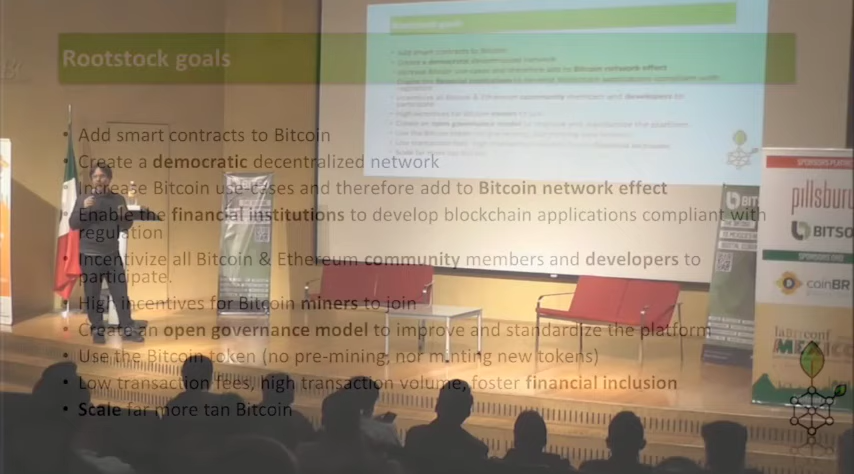 Rootstock goals
• Add smart contracts to Bitcoin
• Create a democratic decentralized network
• Increase Bitcoin use-cases and therefore add to Bitcoin network effect
• Enable the financial institutions to develop blockchain applications compliant with
regulation
• Incentivize all Bitcoin & Ethereum community members and developers to
participate.
• High incentives for Bitcoin miners to join
• Create an open governance model to improve and standardize the platform
• Use the Bitcoin token (no pre-mining, nor minting new tokens)
• Low transaction fees, high transaction volume, foster financial inclusion
• Scale far more tan Bitcoin
pillsbury
BITSO
coinBR
laBITconf
MEXICO